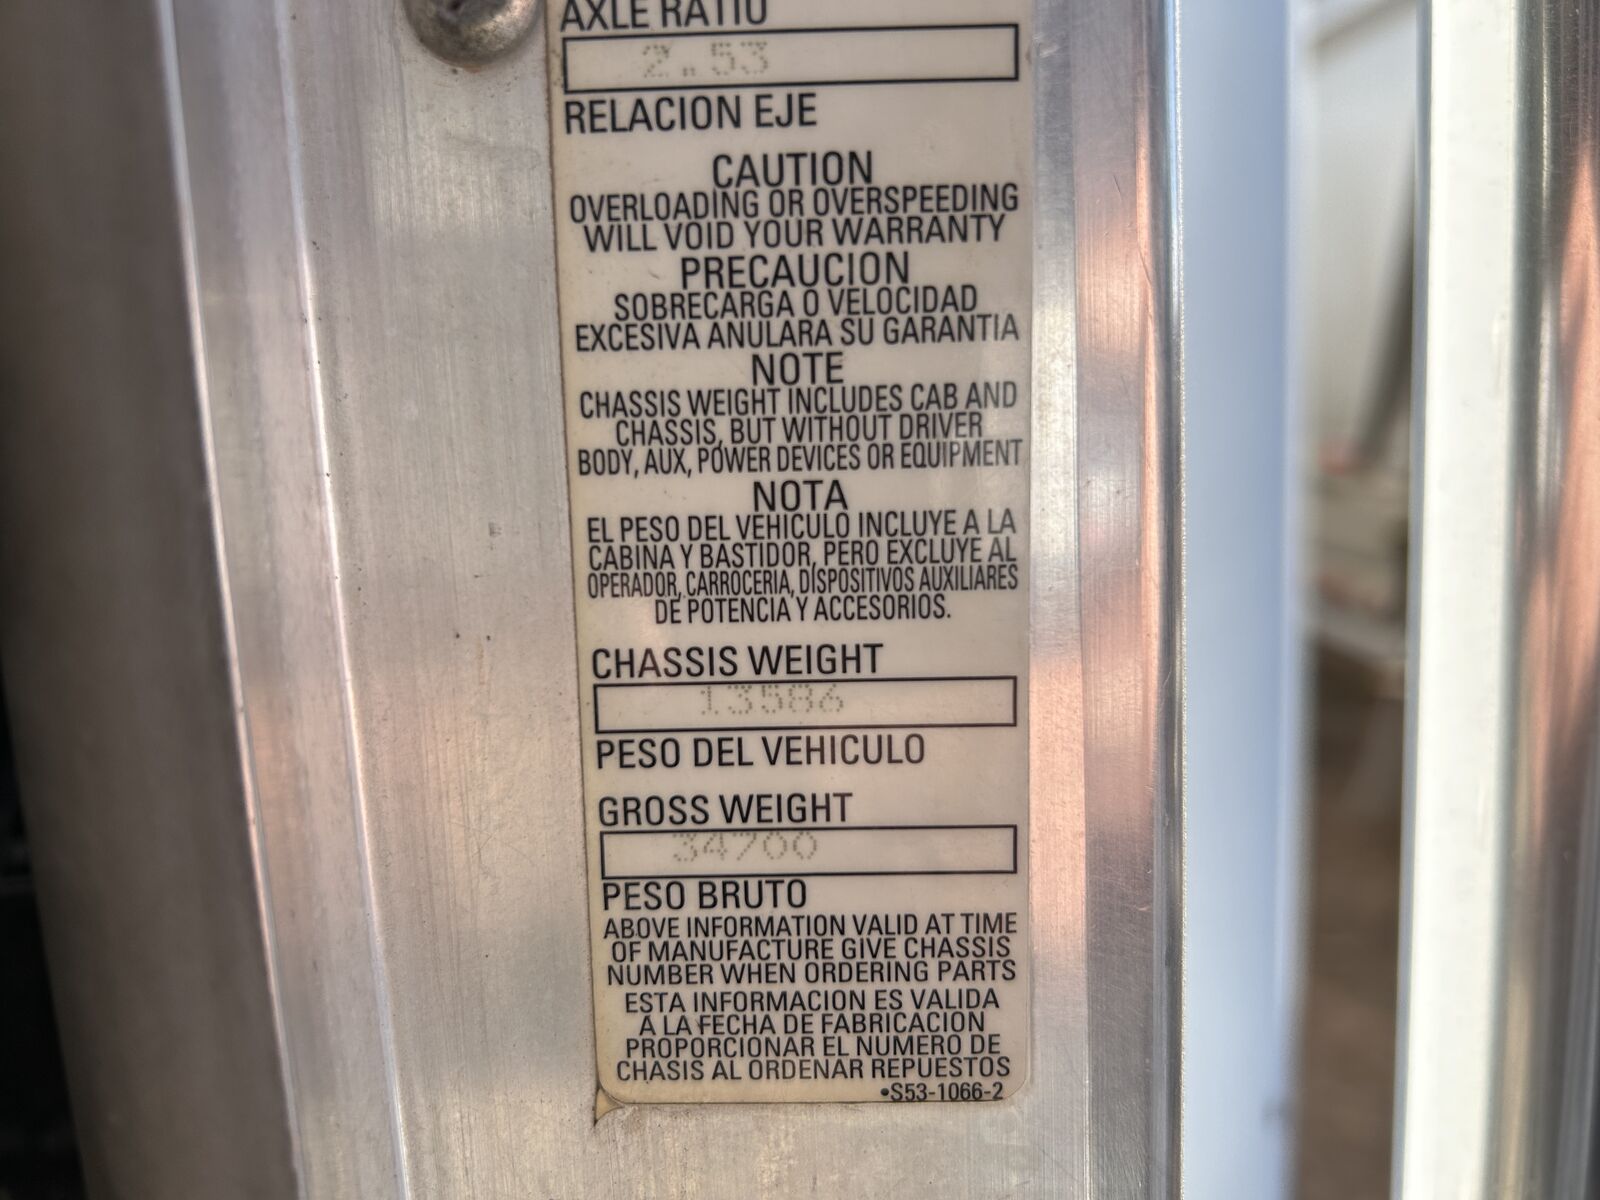 AXLE RATIO
2.53
RELACION EJE
CAUTION
OVERLOADING OR OVERSPEEDING
WILL VOID YOUR WARRANTY
PRECAUCION
SOBRECARGA O VELOCIDAD
EXCESIVA ANULARA SU GARANTIA
NOTE
CHASSIS WEIGHT INCLUDES CAB AND
CHASSIS, BUT WITHOUT DRIVER
BODY, AUX, POWER DEVICES OR EQUIPMENT
NOTA
EL PESO DEL VEHICULO INCLUYE A LA
CABINA Y BASTIDOR, PERO EXCLUYE AL
OPERADOR, CARROCERIA, DISPOSITIVOS AUXILIARES
DE POTENCIA Y ACCESORIOS.
CHASSIS WEIGHT
13586
PESO DEL VEHICULO
GROSS WEIGHT
34700
PESO BRUTO
ABOVE INFORMATION VALID AT TIME
OF MANUFACTURE GIVE CHASSIS
NUMBER WHEN ORDERING PARTS
ESTA INFORMACION ES VALIDA
A LA FECHA DE FABRICACION
PROPORCIONAR EL NUMERO DE
CHASIS AL ORDENAR REPUESTOS
•S53-1066-2